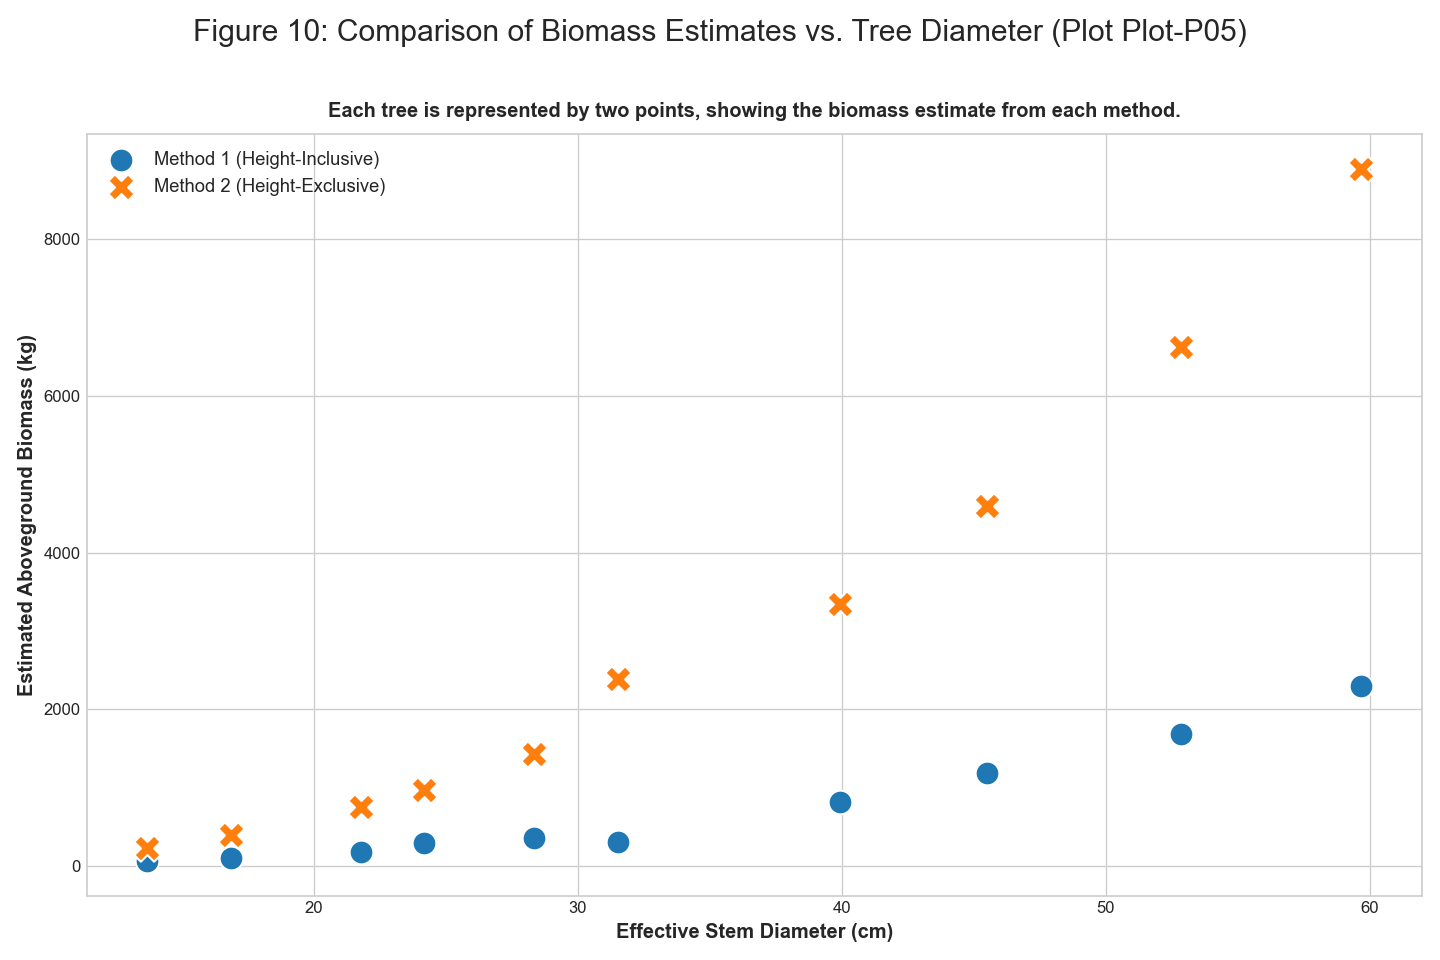 Figure 10: Comparison of Biomass Estimates vs. Tree Diameter (Plot Plot-P05)
Each tree is represented by two points, showing the biomass estimate from each method.
Method 1 (Height-Inclusive)
Method 2 (Height-Exclusive)
Estimated Aboveground Biomass (kg)
8000
6000
4000
2000
0
20
30
40
50
60
Effective Stem Diameter (cm)